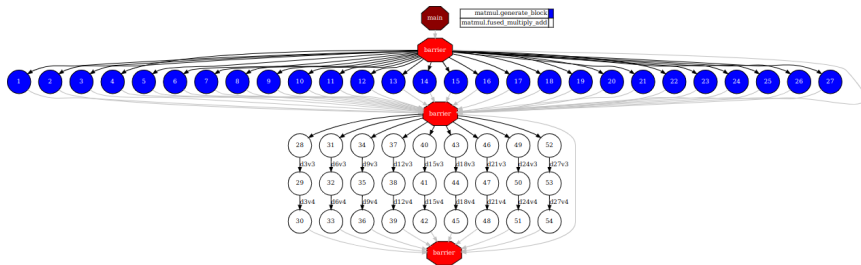 main
matmul.generate_block
matmul.fused_multiply_add
barrier
1 2 3 4 5 6 7 8 9 10 11 12 13 14 15 16 17 18 19 20 21 22 23 24 25 26 27
barrier
28 31 34 37 40 43 46 49 52
d3v3 d6v3 d9v3 d12v3 d15v3 d18v3 d21v3 d24v3 d27v3
29 32 35 38 41 44 47 50 53
d3v4 d6v4 d9v4 d12v4 d15v4 d18v4 d21v4 d24v4 d27v4
30 33 36 39 42 45 48 51 54
barrier